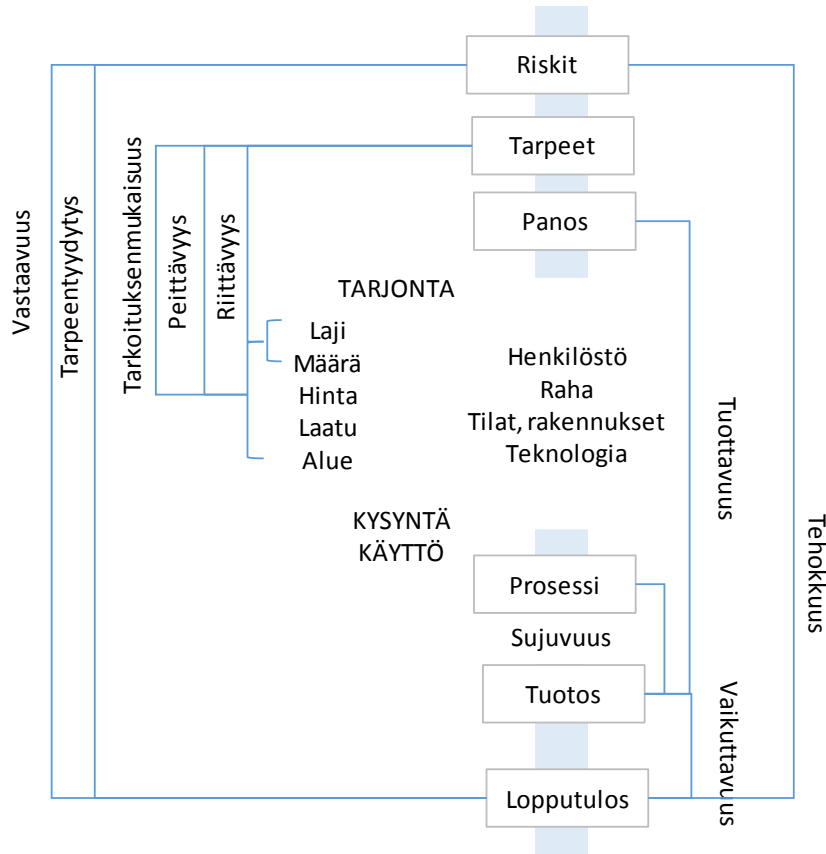 Riskit
Tarpeet
Panos
Vastaavuus
Tarpeentyydytys
Tarkoituksenmukaisuus
Peittävyys
Riittävyys
TARJONTA
Laji
Määrä
Hinta
Laatu
Alue
Henkilöstö
Raha
Tilat, rakennukset
Teknologia
KYSYNTÄ
KÄYTTÖ
Prosessi
Sujuvuus
Tuotos
Lopputulos
Tuottavuus
Vaikuttavuus
Tehokkuus